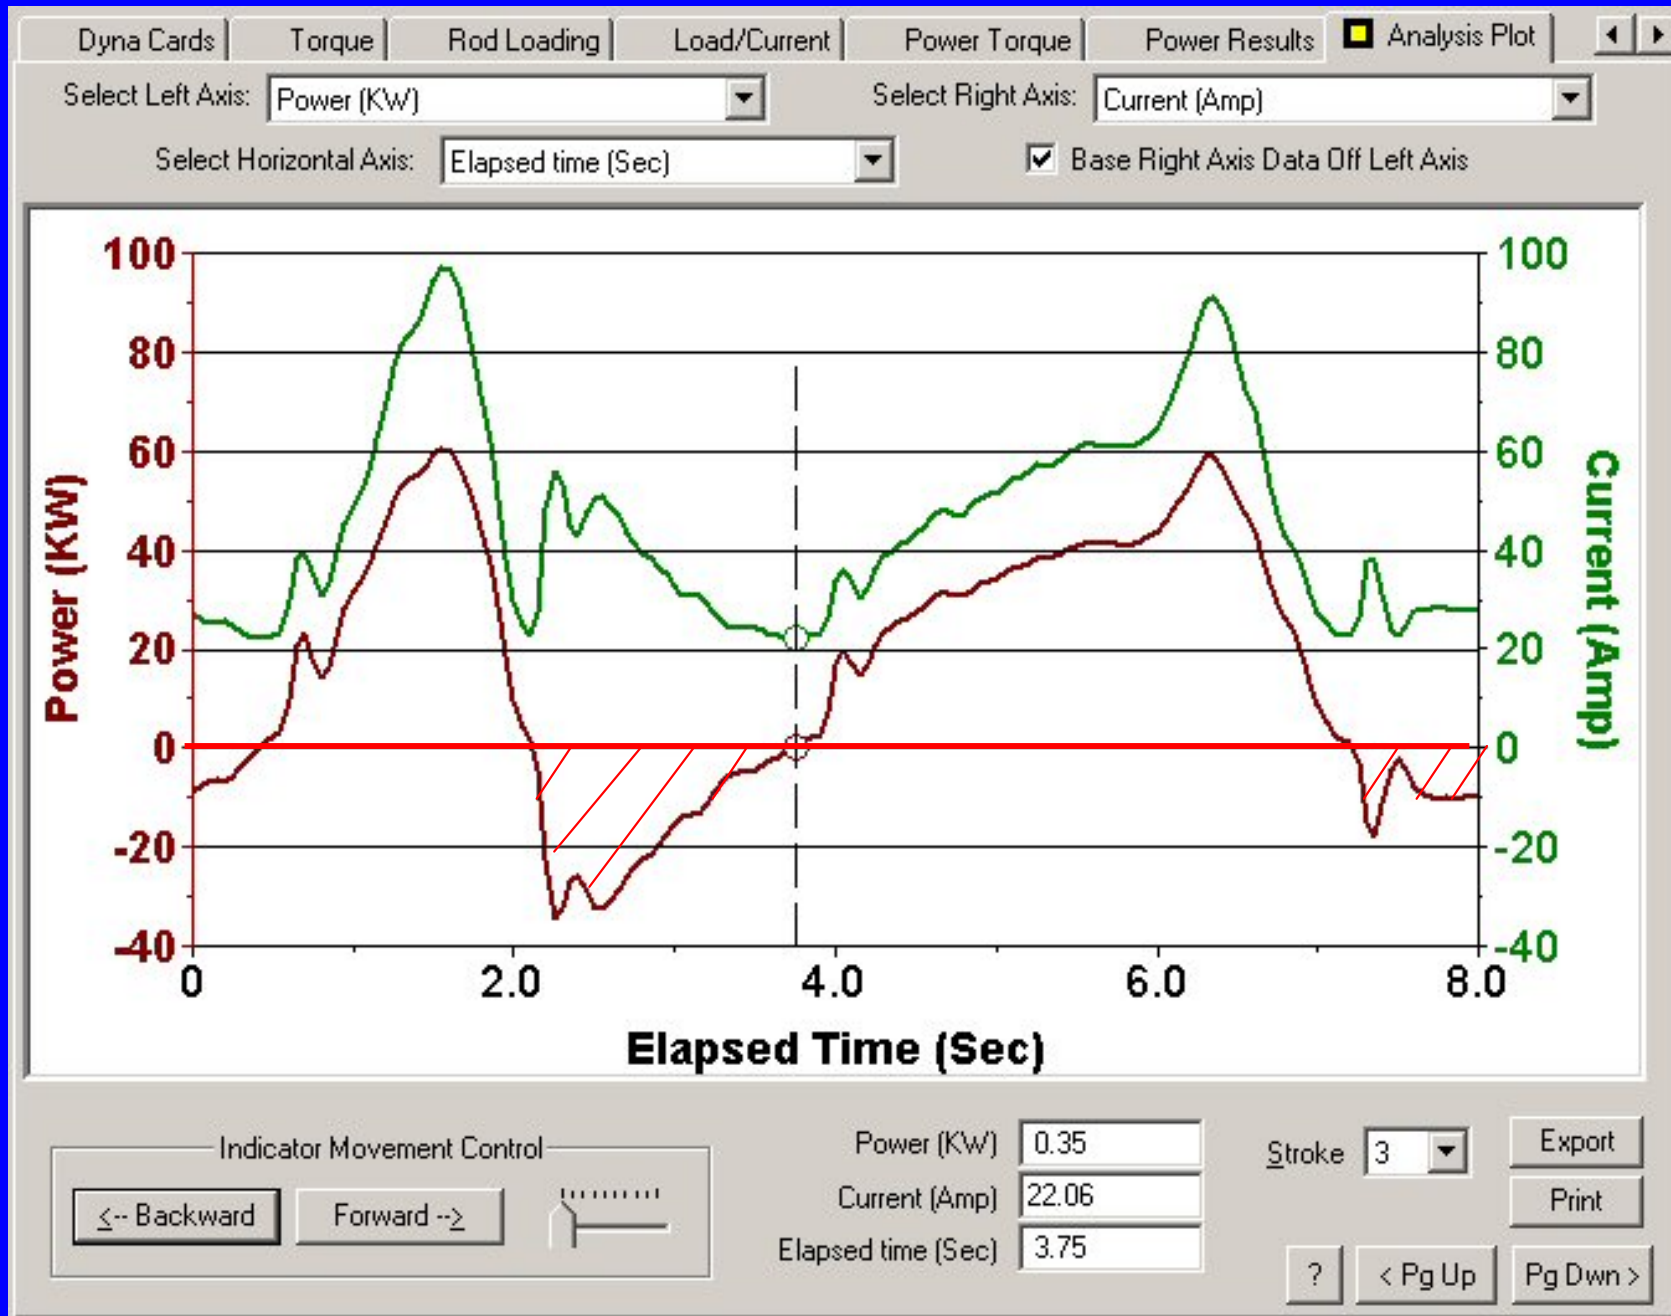 Dyna Cards Torque Rod Loading Load/Current Power Torque Power Results Analysis Plot
Select Left Axis: Power (KW) Select Right Axis: Current (Amp)
Select Horizontal Axis: Elapsed time (Sec) Base Right Axis Data Off Left Axis
100 100
80 80
60 60
40 40
20 20
0 0
-20 -20
-40 -40
Power (KW)
Current (Amp)
0 2.0 4.0 6.0 8.0
Elapsed Time (Sec)
Indicator Movement Control
<-- Backward Forward -->
Power (KW) 0.35
Current (Amp) 22.06
Elapsed time (Sec) 3.75
Stroke 3
Export
Print
? < Pg Up Pg Dwn >